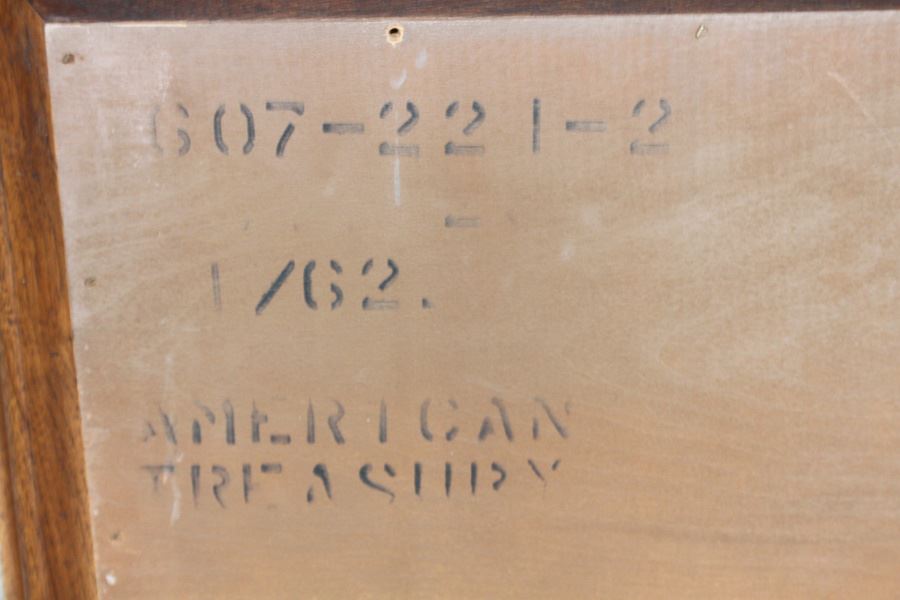 607-221-2
-
1/62.
AMERICAN
TREASURY